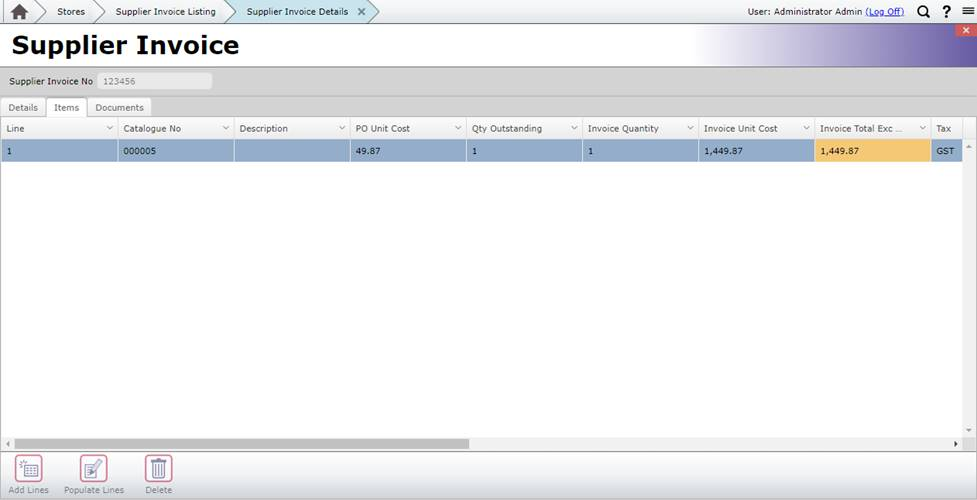 Stores Supplier Invoice Listing Supplier Invoice Details User: Administrator Admin (Log Off)
Supplier Invoice
Supplier Invoice No 123456
Details Items Documents
Line Catalogue No Description PO Unit Cost Qty Outstanding Invoice Quantity Invoice Unit Cost Invoice Total Exc ... Tax
1 000005 49.87 1 1 1,449.87 1,449.87 GST
Add Lines Populate Lines Delete